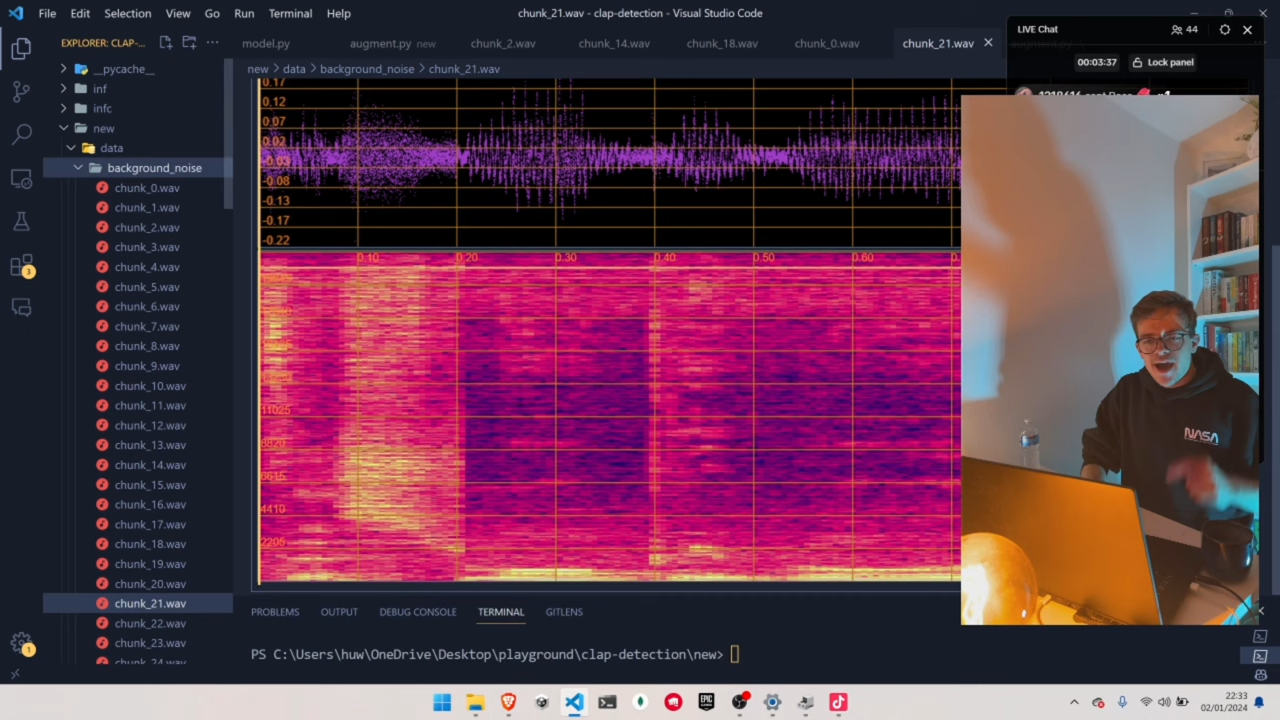 File Edit Selection View Go Run Terminal Help
chunk_21.wav - clap-detection - Visual Studio Code
LIVE Chat
44
EXPLORER: CLAP-...
model.py
augment.py new
chunk_2.wav
chunk_14.wav
chunk_18.wav
chunk_0.wav
chunk_21.wav
00:03:37
Lock panel
new > data > background_noise > chunk_21.wav
__pycache__
inf
infc
new
data
background_noise
chunk_0.wav
chunk_1.wav
chunk_2.wav
chunk_3.wav
chunk_4.wav
chunk_5.wav
chunk_6.wav
chunk_7.wav
chunk_8.wav
chunk_9.wav
chunk_10.wav
chunk_11.wav
chunk_12.wav
chunk_13.wav
chunk_14.wav
chunk_15.wav
chunk_16.wav
chunk_17.wav
chunk_18.wav
chunk_19.wav
chunk_20.wav
chunk_21.wav
chunk_22.wav
chunk_23.wav
chunk_24.wav
0.17
0.12
0.07
0.02
-0.03
-0.08
-0.13
-0.17
-0.22
0.10 0.20 0.30 0.40 0.50 0.60
11025
8820
6615
4410
2205
NASA
PROBLEMS OUTPUT DEBUG CONSOLE TERMINAL GITLENS
PS C:\Users\huw\OneDrive\Desktop\playground\clap-detection\new>
3
1
EPIC GAMES
22:33
02/01/2024